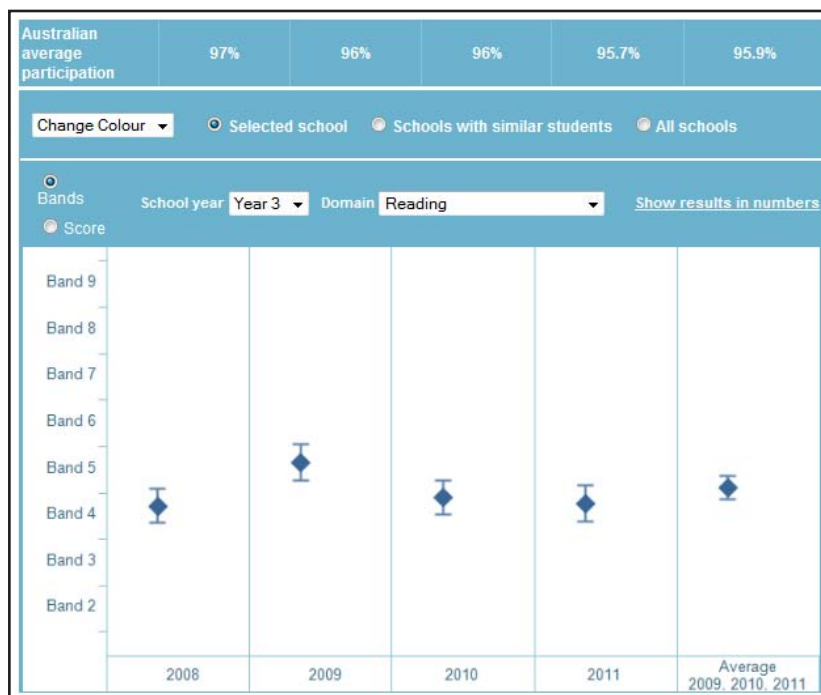 Australian
average
participation
97% 96% 96% 95.7% 95.9%
Change Colour Selected school Schools with similar students All schools
Bands
Score
School year Year 3 Domain Reading Show results in numbers
Band 9
Band 8
Band 7
Band 6
Band 5
Band 4
Band 3
Band 2
2008 2009 2010 2011 Average
2009, 2010, 2011